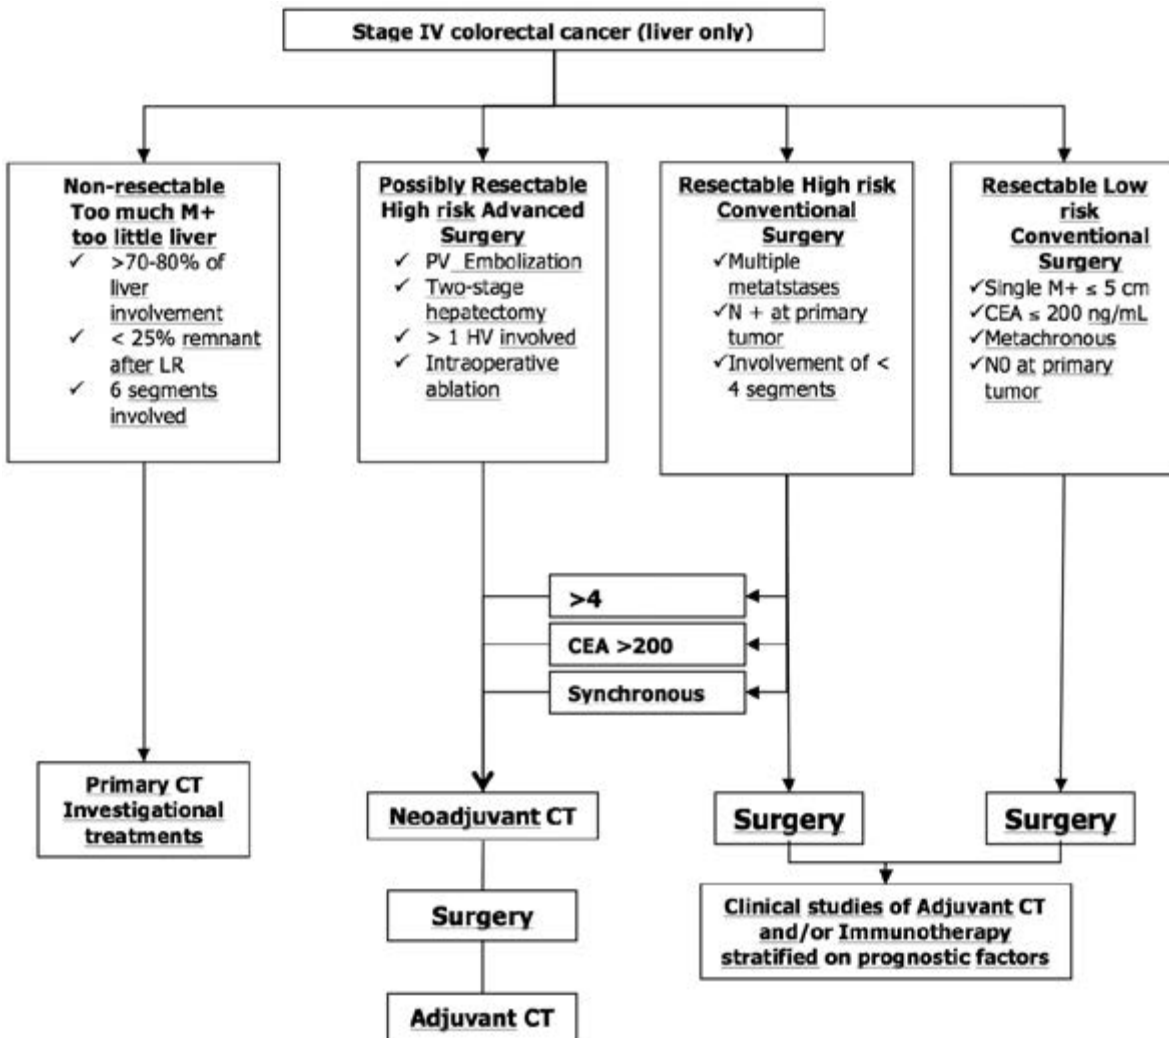 Stage IV colorectal cancer (liver only)
Non-resectable
Too much M+
too little liver
✓ >70-80% of
liver
involvement
✓ < 25% remnant
after LR
✓ 6 segments
involved
Possibly Resectable
High risk Advanced
Surgery
✓ PV Embolization
✓ Two-stage
hepatectomy
✓ > 1 HV involved
✓ Intraoperative
ablation
Resectable High risk
Conventional
Surgery
✓Multiple
metatstases
✓N + at primary
tumor
✓Involvement of <
4 segments
Resectable Low
risk
Conventional
Surgery
✓Single M+ ≤ 5 cm
✓CEA ≤ 200 ng/mL
✓Metachronous
✓N0 at primary
tumor
>4
CEA >200
Synchronous
Primary CT
Investigational
treatments
Neoadjuvant CT
Surgery
Adjuvant CT
Surgery
Surgery
Clinical studies of Adjuvant CT
and/or Immunotherapy
stratified on prognostic factors